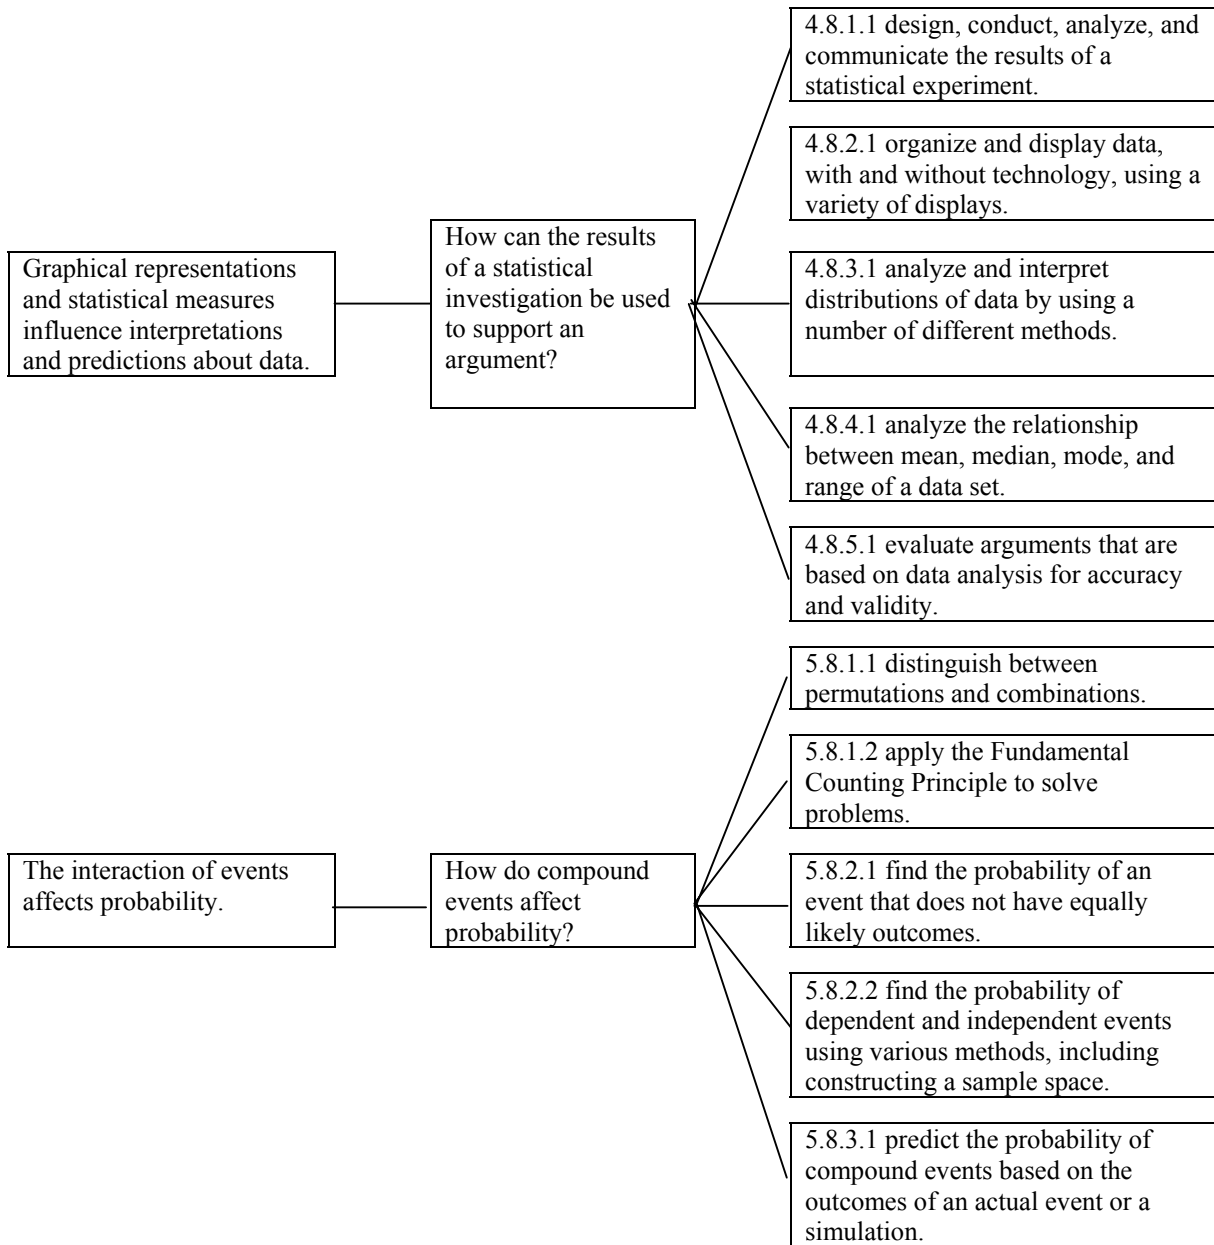 4.8.1.1 design, conduct, analyze, and
communicate the results of a
statistical experiment.
4.8.2.1 organize and display data,
with and without technology, using a
variety of displays.
Graphical representations
and statistical measures
influence interpretations
and predictions about data.
How can the results
of a statistical
investigation be used
to support an
argument?
4.8.3.1 analyze and interpret
distributions of data by using a
number of different methods.
4.8.4.1 analyze the relationship
between mean, median, mode, and
range of a data set.
4.8.5.1 evaluate arguments that are
based on data analysis for accuracy
and validity.
5.8.1.1 distinguish between
permutations and combinations.
5.8.1.2 apply the Fundamental
Counting Principle to solve
problems.
The interaction of events
affects probability.
How do compound
events affect
probability?
5.8.2.1 find the probability of an
event that does not have equally
likely outcomes.
5.8.2.2 find the probability of
dependent and independent events
using various methods, including
constructing a sample space.
5.8.3.1 predict the probability of
compound events based on the
outcomes of an actual event or a
simulation.